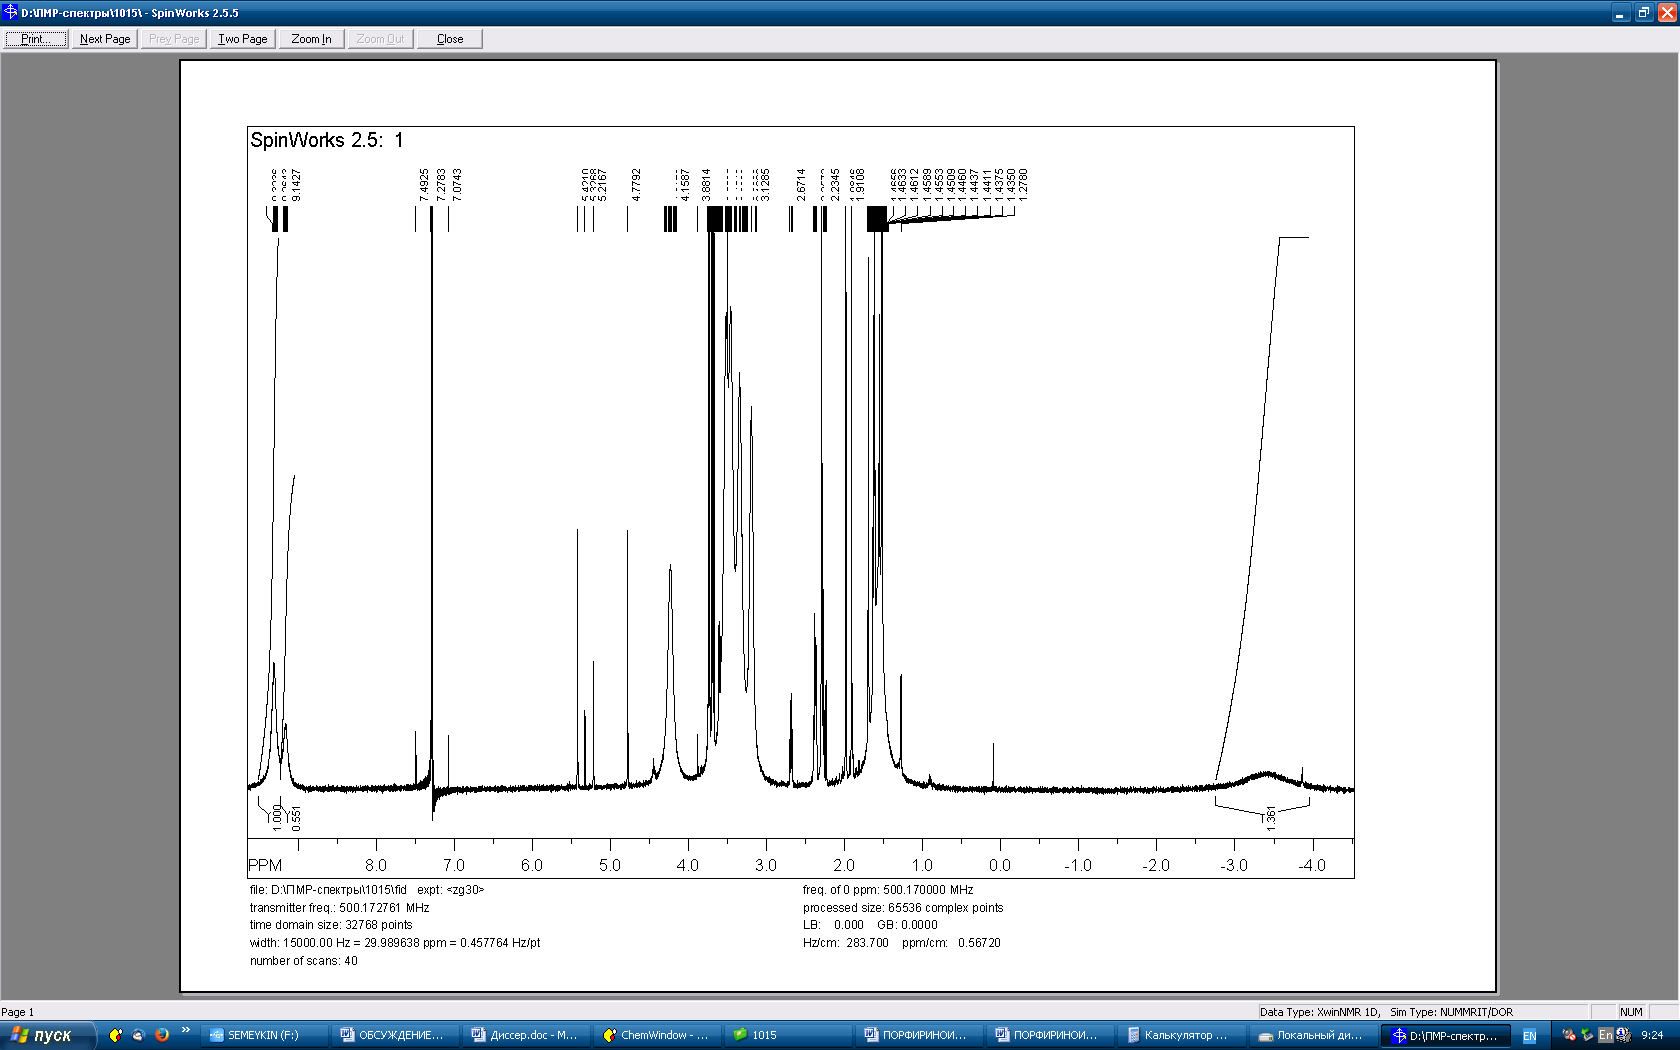 D:\ПМР-спектры\1015\ - SpinWorks 2.5.5
Print... Next Page Prev Page Two Page Zoom In Zoom Out Close
SpinWorks 2.5: 1
9.1427 7.4925 7.2783 7.0743 5.2167 4.7792 4.1587 3.8814 3.1285 2.6714 2.2345 1.9108 1.4656 1.4633 1.4612 1.4589 1.4553 1.4509 1.4460 1.4437 1.4411 1.4375 1.4350 1.2780
1.000 0.551 1.361
PPM 8.0 7.0 6.0 5.0 4.0 3.0 2.0 1.0 0.0 -1.0 -2.0 -3.0 -4.0
file: D:\ПМР-спектры\1015\fid expt: <zg30>
transmitter freq.: 500.172761 MHz
time domain size: 32768 points
width: 15000.00 Hz = 29.989638 ppm = 0.457764 Hz/pt
number of scans: 40
freq. of 0 ppm: 500.170000 MHz
processed size: 65536 complex points
LB: 0.000 GB: 0.0000
Hz/cm: 283.700 ppm/cm: 0.56720
Page 1 Data Type: XwinNMR 1D, Sim Type: NUMMRIT/DOR NUM
пуск » SEMEYKIN (F:) ОБСУЖДЕНИЕ... Диссер.doc - M... ChemWindow - ... 1015 ПОРФИРИНОИ... ПОРФИРИНОИ... Калькулятор ... Локальный ди... D:\ПМР-спектр... EN En 9:24